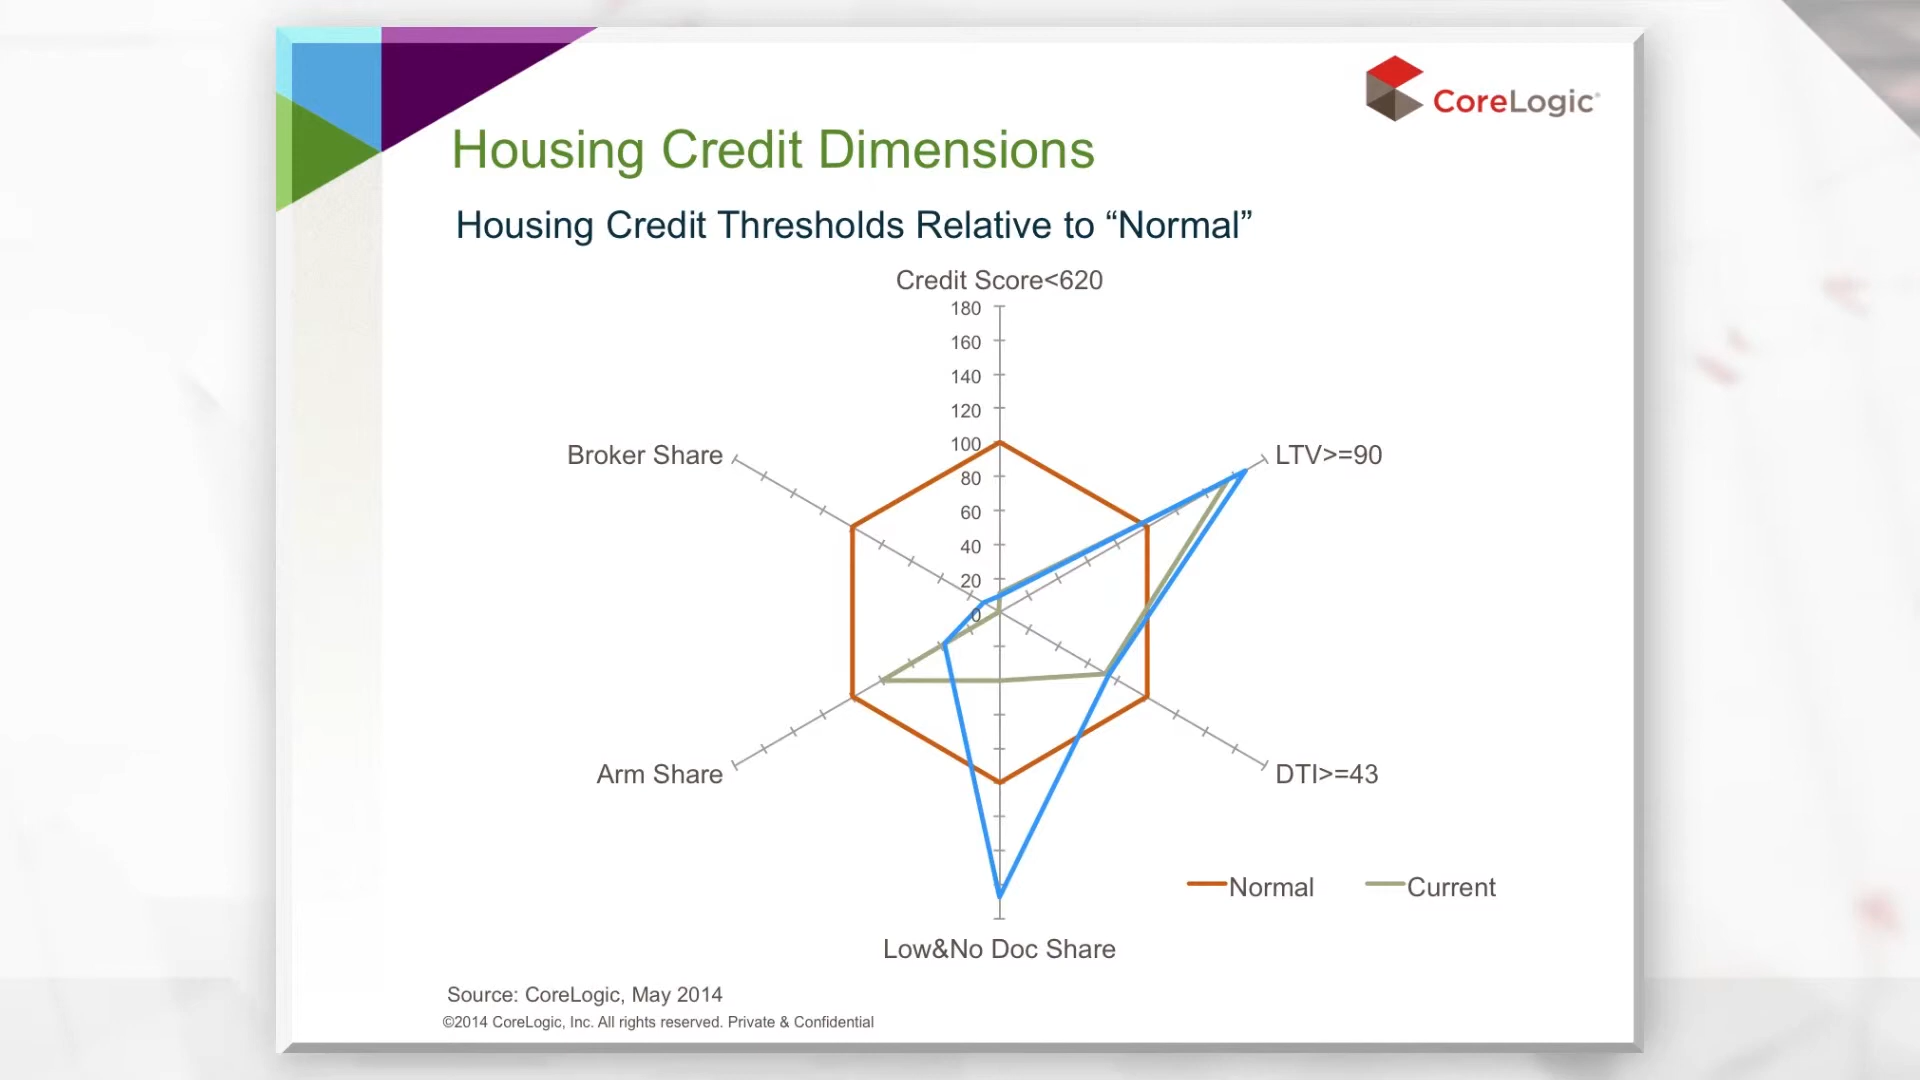 CoreLogic®
Housing Credit Dimensions
Housing Credit Thresholds Relative to “Normal”
Credit Score<620
180
160
140
120
100
80
60
40
20
0
Broker Share
LTV>=90
Arm Share
DTI>=43
Normal
Current
Low&No Doc Share
Source: CoreLogic, May 2014
©2014 CoreLogic, Inc. All rights reserved. Private & Confidential